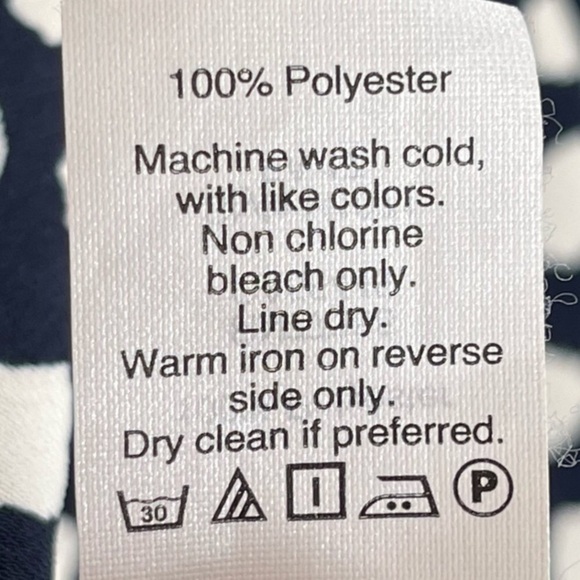 100% Polyester
Machine wash cold,
with like colors.
Non chlorine
bleach only.
Line dry.
Warm iron on reverse
side only.
Dry clean if preferred.
30 P